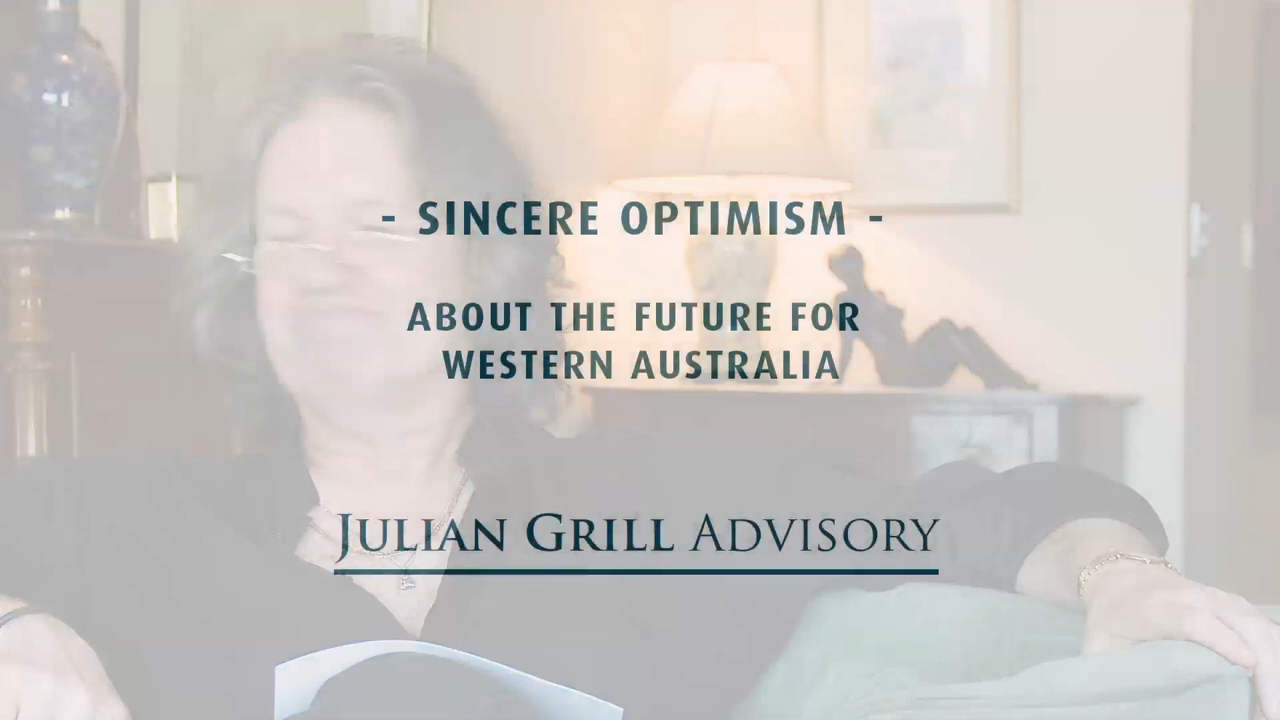 - SINCERE OPTIMISM -
ABOUT THE FUTURE FOR
WESTERN AUSTRALIA
JULIAN GRILL ADVISORY